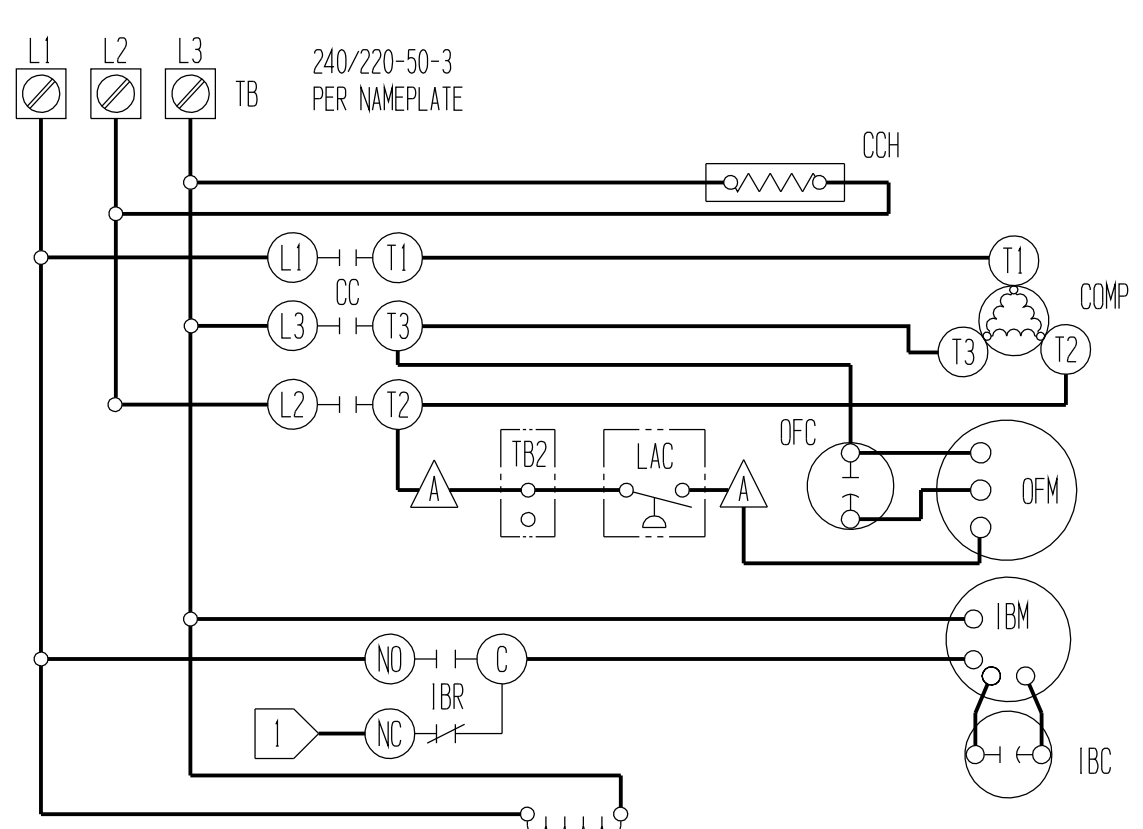 L1 L2 L3
240/220-50-3
TB
PER NAMEPLATE
CCH
L1 T1 T1
CC
COMP
L3 T3
T3 T2
L2 T2
OFC
TB2 LAC
A A OFM
IBM
NO C
IBR
1 NC
IBC